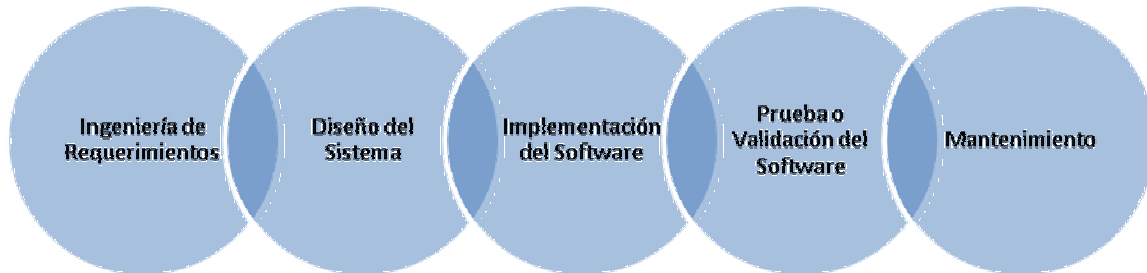 Ingeniería de
Requerimientos
Diseño del
Sistema
Implementación
del Software
Prueba o
Validación del
Software
Mantenimiento